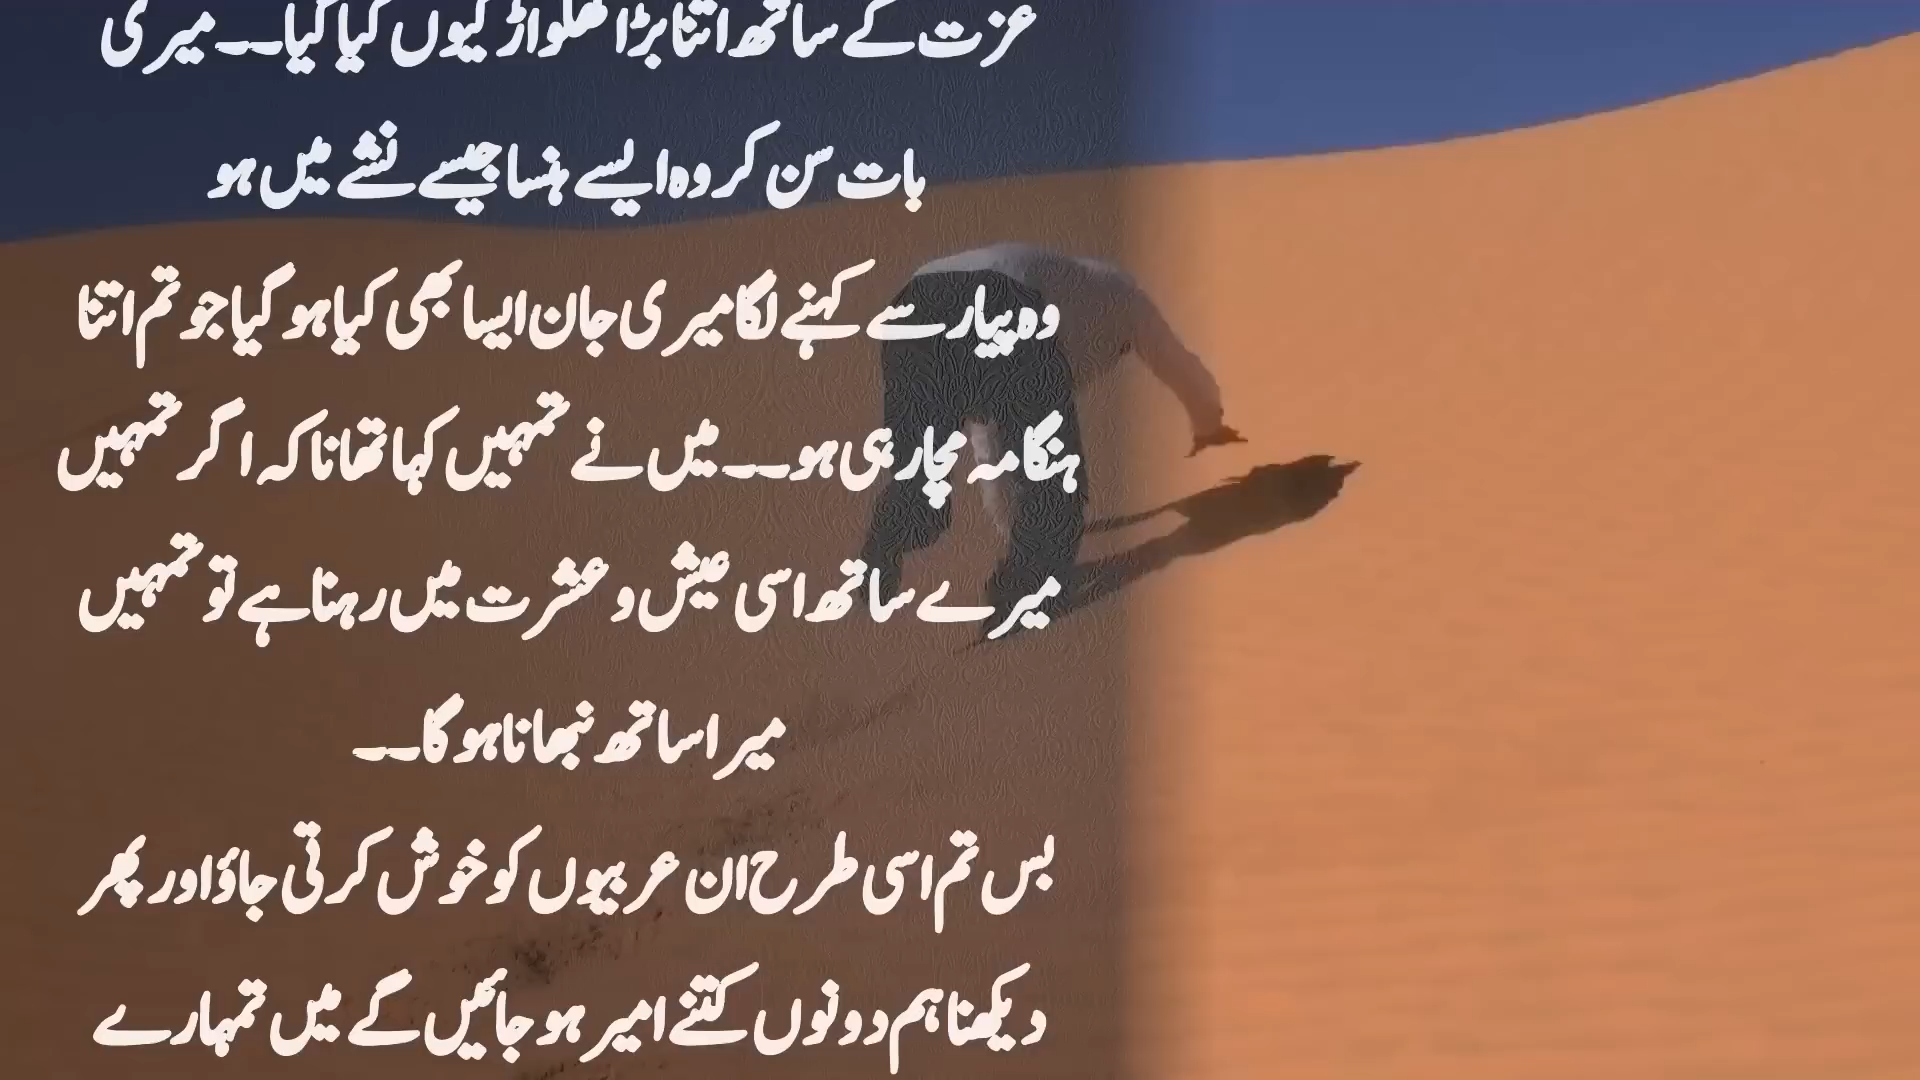 عزت کے ساتھ اتنا بڑا کھلواڑ کیوں کیا گیا۔۔میری
بات سن کر وہ ایسے ہنسا جیسے نشے میں ہو
وہ پیار سے کہنے لگا میری جان ایسا بھی کیا ہو گیا جو تم اتنا
ہنگامہ مچا رہی ہو۔۔میں نے تمہیں کہا تھا نا کہ اگر تمہیں
میرے ساتھ اسی عیش و عشرت میں رہنا ہے تو تمہیں
میرا ساتھ نبھانا ہو گا۔۔
بس تم اسی طرح ان عربیوں کو خوش کرتی جاؤ اور پھر
دیکھنا ہم دونوں کتنے امیر ہو جائیں گے میں تمہارے